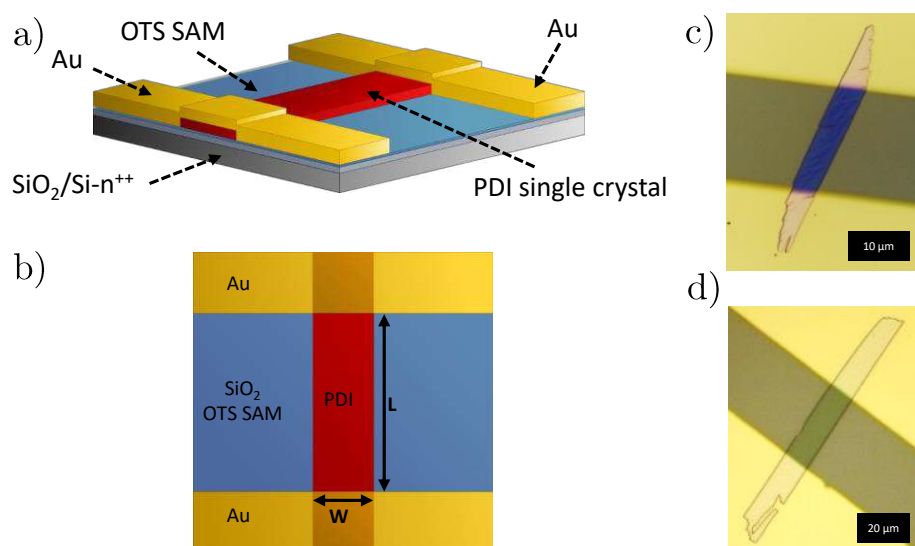 a)
OTS SAM
Au
Au
SiO₂/Si-n⁺⁺
PDI single crystal
b)
Au
SiO₂
OTS SAM
PDI
L
W
Au
c)
10 µm
d)
20 µm